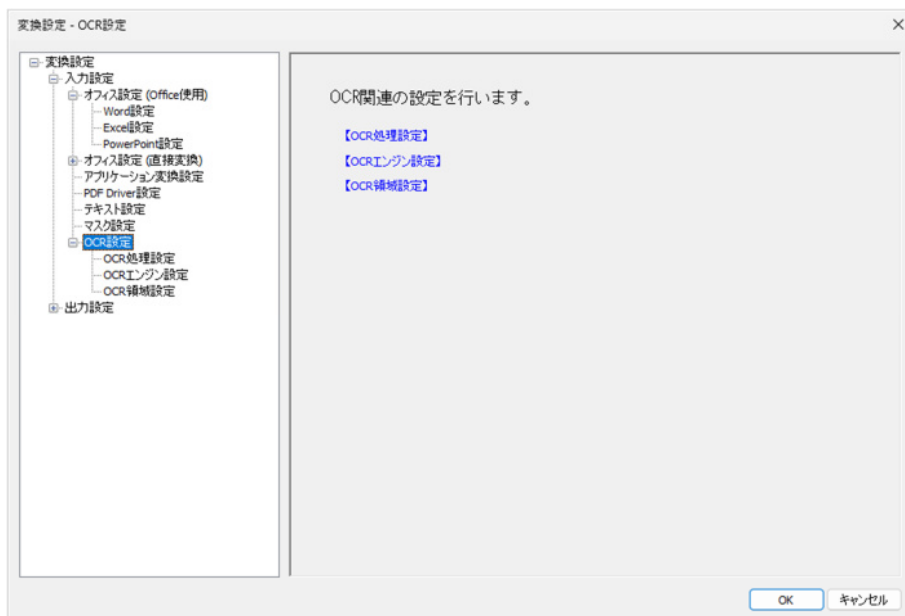 変換設定 - OCR設定
変換設定
入力設定
オフィス設定 (Office使用)
Word設定
Excel設定
PowerPoint設定
オフィス設定 (直接変換)
アプリケーション変換設定
PDF Driver設定
テキスト設定
マスク設定
OCR設定
OCR処理設定
OCRエンジン設定
OCR領域設定
出力設定
OCR関連の設定を行います。
【OCR処理設定】
【OCRエンジン設定】
【OCR領域設定】
OK
キャンセル